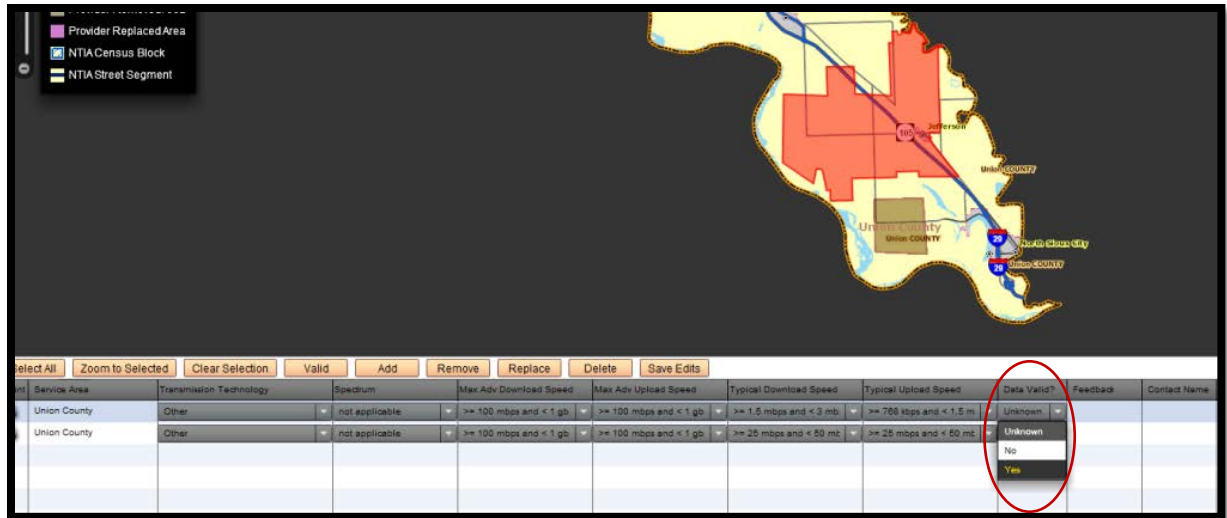 Provider Replaced Area
NTIA Census Block
NTIA Street Segment
105
Jefferson
Union COUNTY
Union County
Union COUNTY
29
North Sioux City
Union COUNTY
29
Select All Zoom to Selected Clear Selection Valid Add Remove Replace Delete Save Edits
Service Area Transmission Technology Spectrum Max Adv Download Speed Max Adv Upload Speed Typical Download Speed Typical Upload Speed Data Valid? Feedback Contact Name
Union County Other not applicable >= 100 mbps and < 1 gb >= 100 mbps and < 1 gb >= 1.5 mbps and < 3 mb >= 768 kbps and < 1.5 m Unknown
Union County Other not applicable >= 100 mbps and < 1 gb >= 100 mbps and < 1 gb >= 25 mbps and < 50 mb >= 25 mbps and < 50 mb Unknown
No
Yes